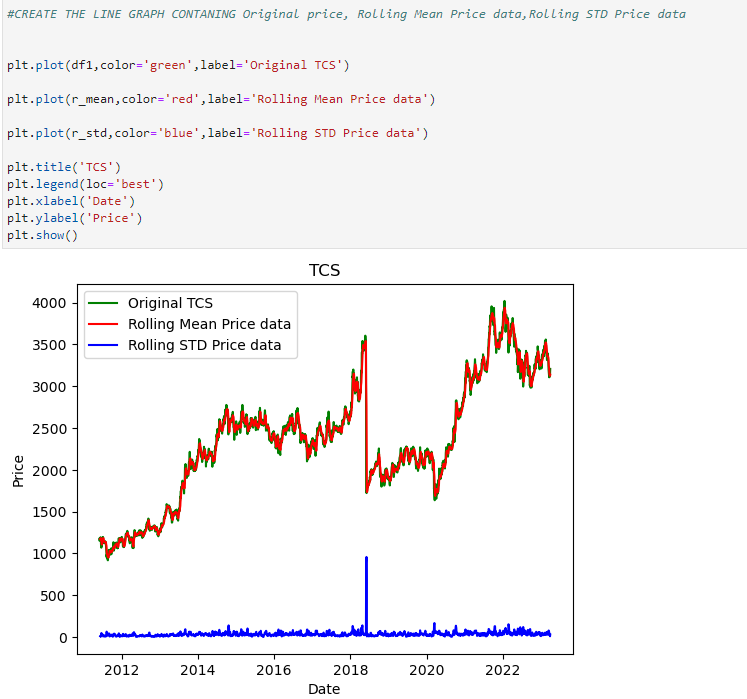 #CREATE THE LINE GRAPH CONTANING Original price, Rolling Mean Price data,Rolling STD Price data
plt.plot(df1,color='green',label='Original TCS')
plt.plot(r_mean,color='red',label='Rolling Mean Price data')
plt.plot(r_std,color='blue',label='Rolling STD Price data')
plt.title('TCS')
plt.legend(loc='best')
plt.xlabel('Date')
plt.ylabel('Price')
plt.show()
TCS
Original TCS
Rolling Mean Price data
Rolling STD Price data
Price
4000
3500
3000
2500
2000
1500
1000
500
0
2012 2014 2016 2018 2020 2022
Date